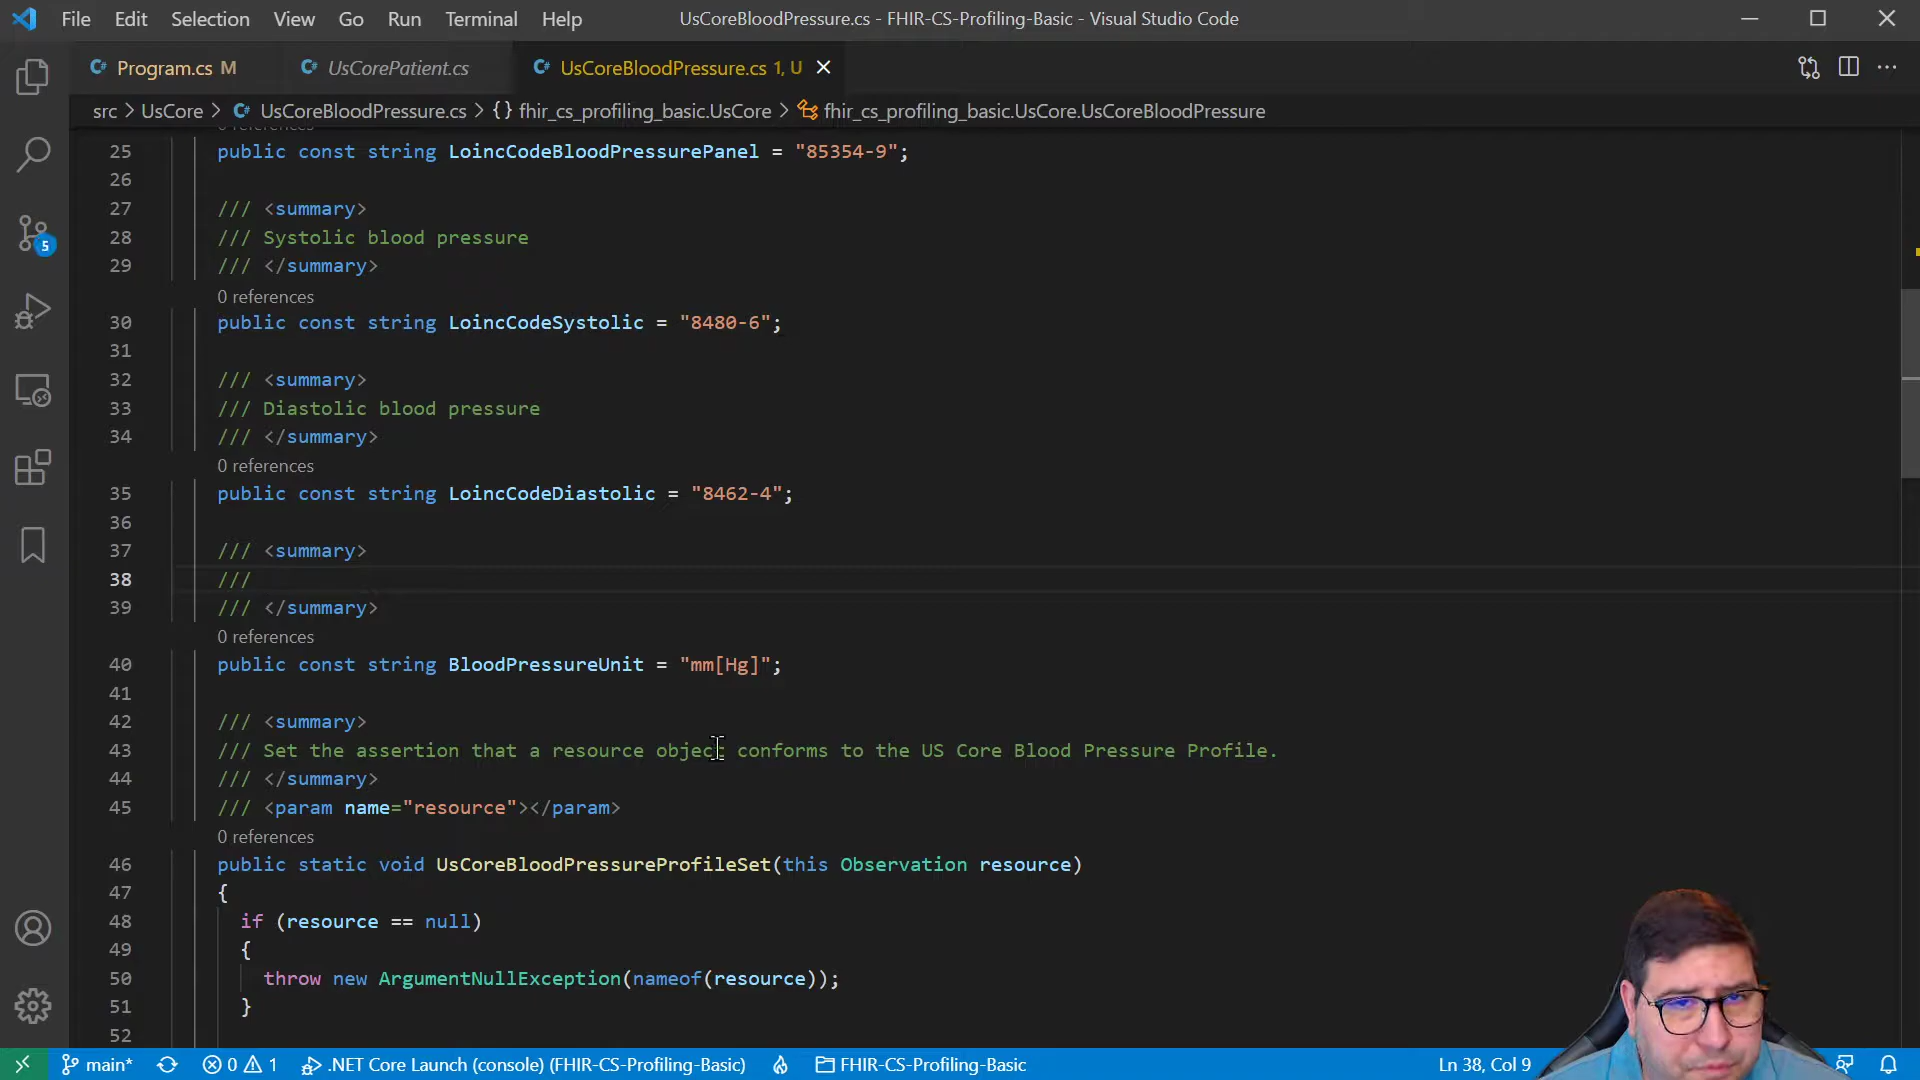 File Edit Selection View Go Run Terminal Help UsCoreBloodPressure.cs - FHIR-CS-Profiling-Basic - Visual Studio Code
Program.cs M UsCorePatient.cs UsCoreBloodPressure.cs 1, U
src > UsCore > UsCoreBloodPressure.cs > {} fhir_cs_profiling_basic.UsCore > fhir_cs_profiling_basic.UsCore.UsCoreBloodPressure
0 references
25 public const string LoincCodeBloodPressurePanel = "85354-9";
26
27 /// <summary>
28 /// Systolic blood pressure
29 /// </summary>
0 references
30 public const string LoincCodeSystolic = "8480-6";
31
32 /// <summary>
33 /// Diastolic blood pressure
34 /// </summary>
0 references
35 public const string LoincCodeDiastolic = "8462-4";
36
37 /// <summary>
38 ///
39 /// </summary>
0 references
40 public const string BloodPressureUnit = "mm[Hg]";
41
42 /// <summary>
43 /// Set the assertion that a resource object conforms to the US Core Blood Pressure Profile.
44 /// </summary>
45 /// <param name="resource"></param>
0 references
46 public static void UsCoreBloodPressureProfileSet(this Observation resource)
47 {
48 if (resource == null)
49 {
50 throw new ArgumentNullException(nameof(resource));
51 }
52
5
main* 0 1 .NET Core Launch (console) (FHIR-CS-Profiling-Basic) FHIR-CS-Profiling-Basic Ln 38, Col 9